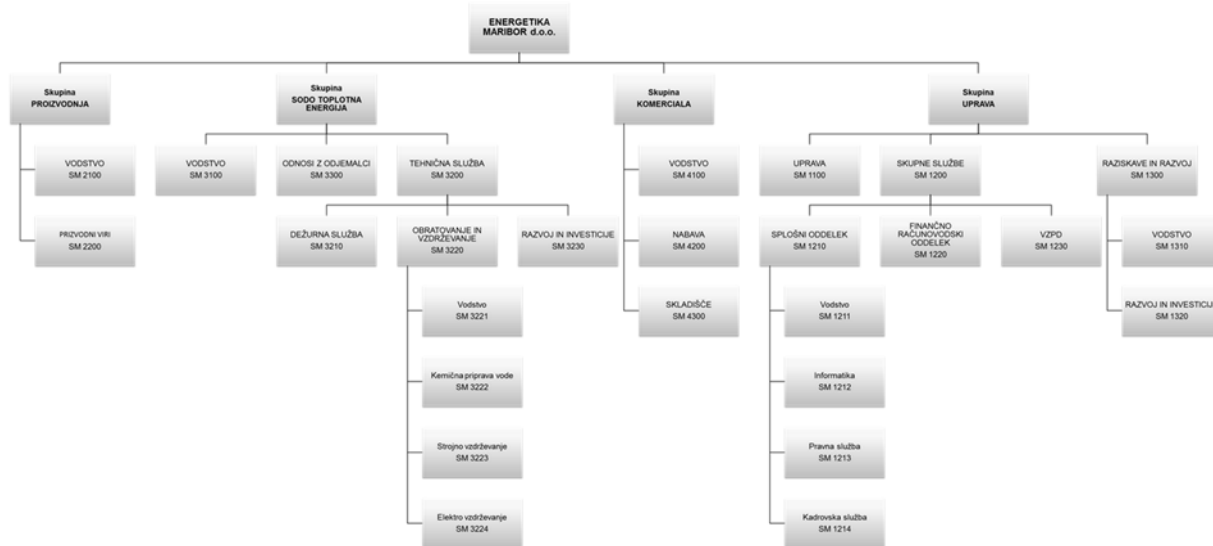 ENERGETIKA
MARIBOR d.o.o.
Skupina
PROIZVODNJA
Skupina
SODO TOPLOTNA
ENERGIJA
Skupina
KOMERCIALA
Skupina
UPRAVA
VODSTVO
SM 2100
VODSTVO
SM 3100
ODNOSI Z ODJEMALCI
SM 3300
TEHNIČNA SLUŽBA
SM 3200
VODSTVO
SM 4100
UPRAVA
SM 1100
SKUPNE SLUŽBE
SM 1200
RAZISKAVE IN RAZVOJ
SM 1300
PRIZVODNI VIRI
SM 2200
DEŽURNA SLUŽBA
SM 3210
OBRATOVANJE IN
VZDRŽEVANJE
SM 3220
RAZVOJ IN INVESTICIJE
SM 3230
NABAVA
SM 4200
SPLOŠNI ODDELEK
SM 1210
FINANČNO
RAČUNOVODSKI
ODDELEK
SM 1220
VZPD
SM 1230
VODSTVO
SM 1310
Vodstvo
SM 3221
SKLADIŠČE
SM 4300
Vodstvo
SM 1211
RAZVOJ IN INVESTICIJ
SM 1320
Kemična priprava vode
SM 3222
Informatika
SM 1212
Strojno vzdrževanje
SM 3223
Pravna služba
SM 1213
Elektro vzdrževanje
SM 3224
Kadrovska služba
SM 1214